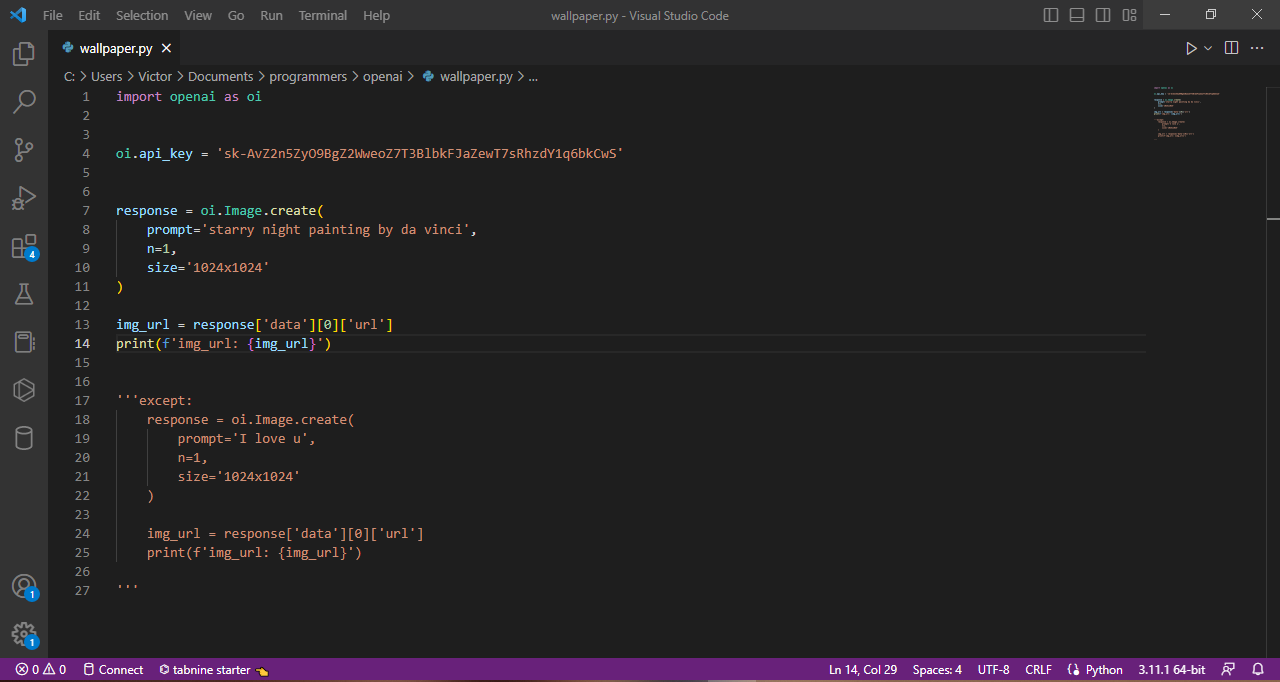 File Edit Selection View Go Run Terminal Help
wallpaper.py - Visual Studio Code
wallpaper.py
C: > Users > Victor > Documents > programmers > openai > wallpaper.py > ...
1 import openai as oi
2
3
4 oi.api_key = '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'
5
6
7 response = oi.Image.create(
8 prompt='starry night painting by da vinci',
9 n=1,
10 size='1024x1024'
11 )
12
13 img_url = response['data'][0]['url']
14 print(f'img_url: {img_url}')
15
16
17 '''except:
18 response = oi.Image.create(
19 prompt='I love u',
20 n=1,
21 size='1024x1024'
22 )
23
24 img_url = response['data'][0]['url']
25 print(f'img_url: {img_url}')
26
27 '''
4
1
1
0 0 Connect tabnine starter Ln 14, Col 29 Spaces: 4 UTF-8 CRLF Python 3.11.1 64-bit